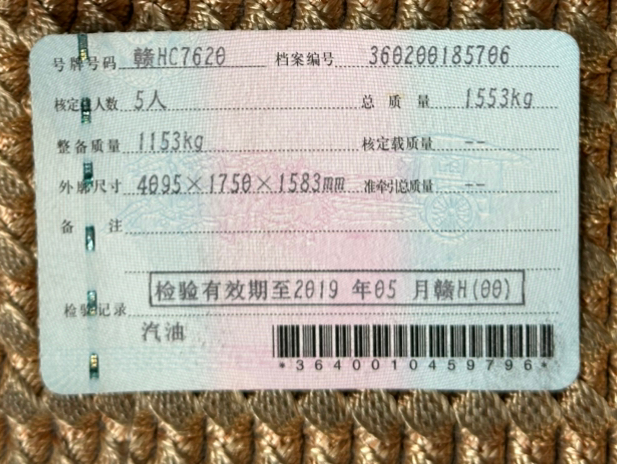 号牌号码 赣HC7620 档案编号 360200185706
核定载人数 5人 总质量 1553kg
整备质量 1153kg 核定载质量 --
外廓尺寸 4095×1750×1583mm 准牵引总质量 --
备注
检验有效期至2019 年05 月赣H(00)
检验记录
汽油
*3640010459796*